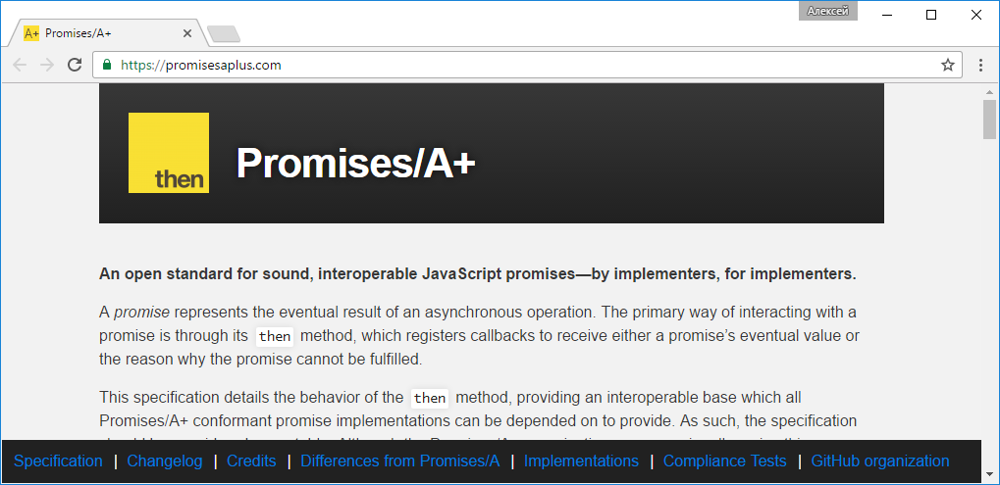 Алексей
A+ Promises/A+
https://promisesaplus.com
then
Promises/A+
An open standard for sound, interoperable JavaScript promises—by implementers, for implementers.
A promise represents the eventual result of an asynchronous operation. The primary way of interacting with a
promise is through its then method, which registers callbacks to receive either a promise’s eventual value or
the reason why the promise cannot be fulfilled.
This specification details the behavior of the then method, providing an interoperable base which all
Promises/A+ conformant promise implementations can be depended on to provide. As such, the specification
Specification | Changelog | Credits | Differences from Promises/A | Implementations | Compliance Tests | GitHub organization